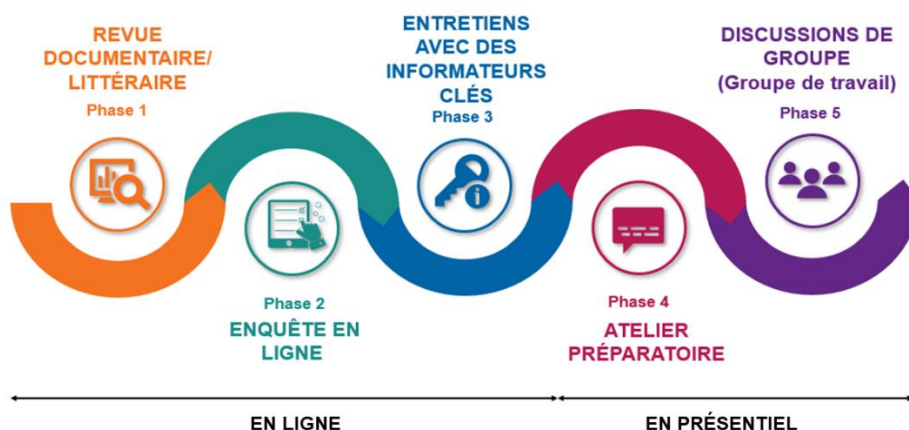 REVUE
DOCUMENTAIRE/
LITTÉRAIRE
Phase 1
Phase 2
ENQUÊTE EN
LIGNE
ENTRETIENS
AVEC DES
INFORMATEURS
CLÉS
Phase 3
Phase 4
ATELIER
PRÉPARATOIRE
DISCUSSIONS DE
GROUPE
(Groupe de travail)
Phase 5
EN LIGNE
EN PRÉSENTIEL